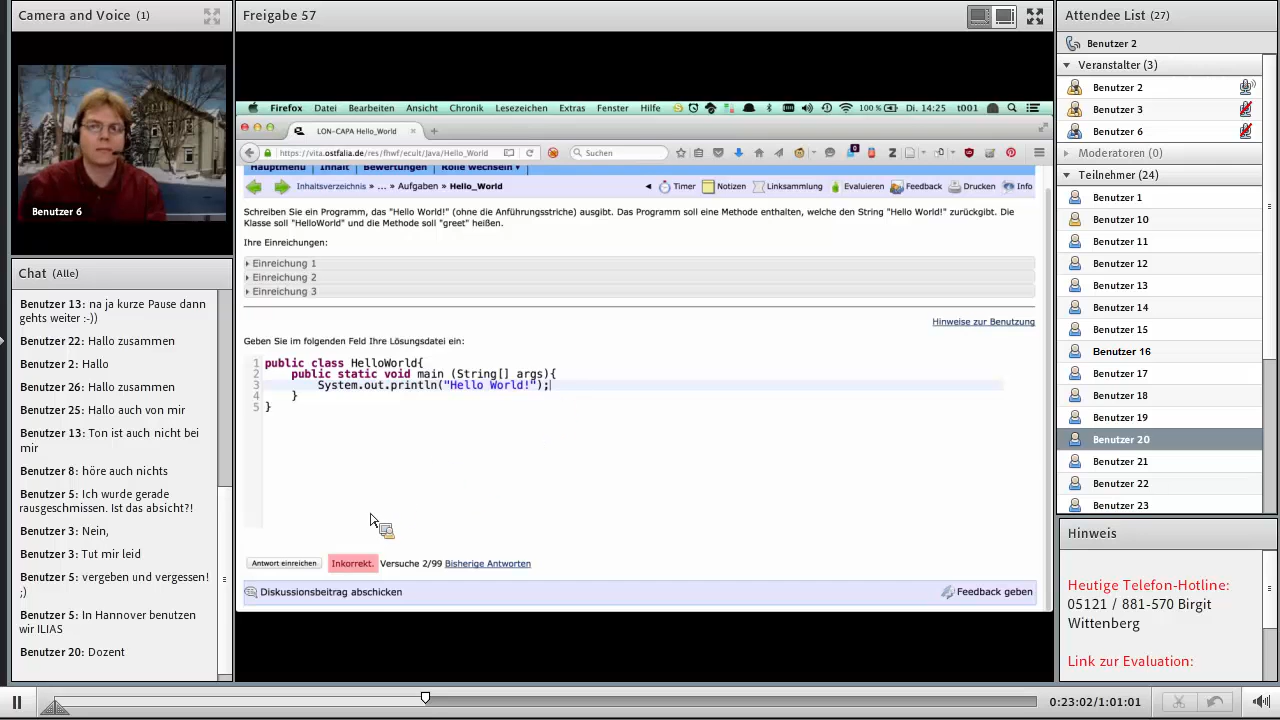 Camera and Voice (1)
Benutzer 6
Chat (Alle)
Benutzer 13: na ja kurze Pause dann
gehts weiter :-))
Benutzer 22: Hallo zusammen
Benutzer 2: Hallo
Benutzer 26: Hallo zusammen
Benutzer 25: Hallo auch von mir
Benutzer 13: Ton ist auch nicht bei
mir
Benutzer 8: höre auch nichts
Benutzer 5: Ich wurde gerade
rausgeschmissen. Ist das absicht?!
Benutzer 3: Nein,
Benutzer 3: Tut mir leid
Benutzer 5: vergeben und vergessen!
;)
Benutzer 5: In Hannover benutzen
wir ILIAS
Benutzer 20: Dozent
Freigabe 57
Firefox Datei Bearbeiten Ansicht Chronik Lesezeichen Extras Fenster Hilfe 100% Di. 14:25 t001
LON-CAPA Hello_World
https://vita.ostfalia.de/res/fhwf/ecult/Java/Hello_World
Suchen
Hauptmenü Inhalt Bewertungen Rolle wechseln
Inhaltsverzeichnis » ... » Aufgaben » Hello_World
Timer Notizen Linksammlung Evaluieren Feedback Drucken Info
Schreiben Sie ein Programm, das "Hello World!" (ohne die Anführungsstriche) ausgibt. Das Programm soll eine Methode enthalten, welche den String "Hello World!" zurückgibt. Die
Klasse soll "HelloWorld" und die Methode soll "greet" heißen.
Ihre Einreichungen:
Einreichung 1
Einreichung 2
Einreichung 3
Hinweise zur Benutzung
Geben Sie im folgenden Feld Ihre Lösungsdatei ein:
1 public class HelloWorld{
2 public static void main (String[] args){
3 System.out.println("Hello World!");
4 }
5 }
Antwort einreichen Inkorrekt. Versuche 2/99 Bisherige Antworten
Diskussionsbeitrag abschicken
Feedback geben
Attendee List (27)
Benutzer 2
Veranstalter (3)
Benutzer 2
Benutzer 3
Benutzer 6
Moderatoren (0)
Teilnehmer (24)
Benutzer 1
Benutzer 10
Benutzer 11
Benutzer 12
Benutzer 13
Benutzer 14
Benutzer 15
Benutzer 16
Benutzer 17
Benutzer 18
Benutzer 19
Benutzer 20
Benutzer 21
Benutzer 22
Benutzer 23
Hinweis
Heutige Telefon-Hotline:
05121 / 881-570 Birgit
Wittenberg
Link zur Evaluation:
0:23:02/1:01:01